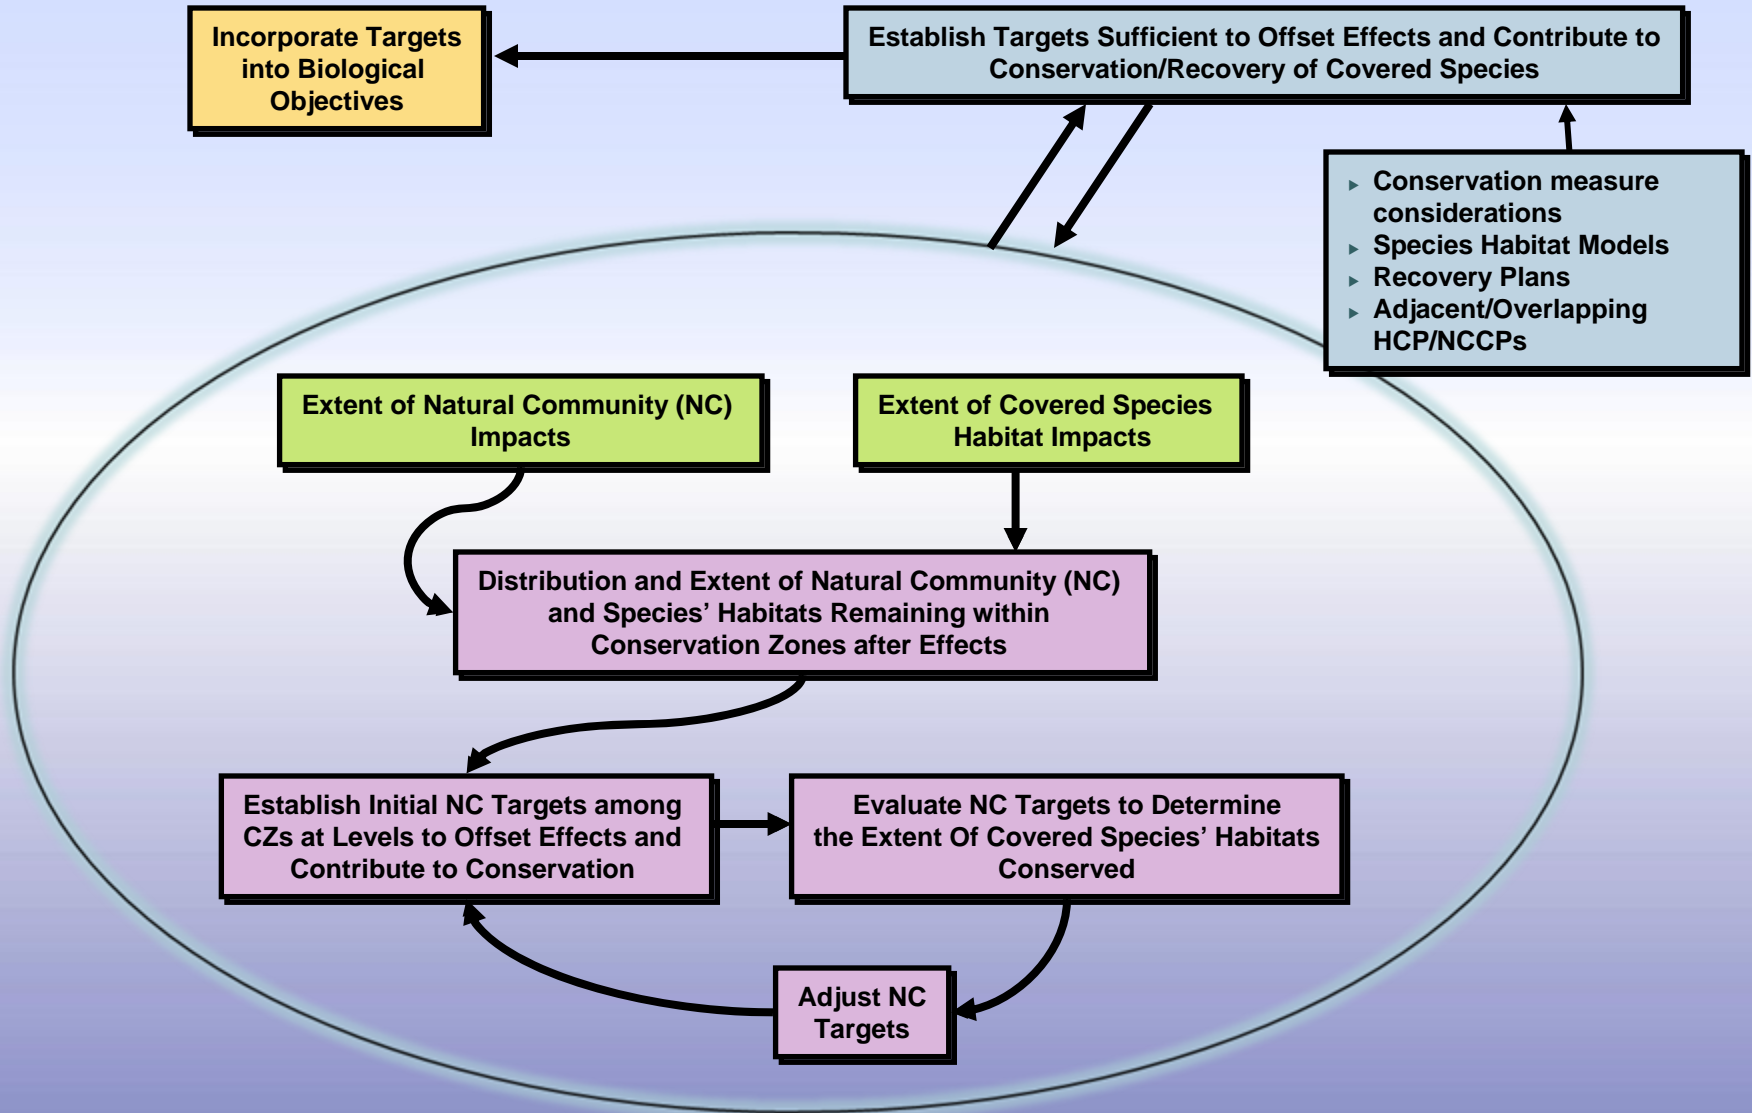 Incorporate Targets
into Biological
Objectives
Establish Targets Sufficient to Offset Effects and Contribute to
Conservation/Recovery of Covered Species
Conservation measure
considerations
Species Habitat Models
Recovery Plans
Adjacent/Overlapping
HCP/NCCPs
Extent of Natural Community (NC)
Impacts
Extent of Covered Species
Habitat Impacts
Distribution and Extent of Natural Community (NC)
and Species’ Habitats Remaining within
Conservation Zones after Effects
Establish Initial NC Targets among
CZs at Levels to Offset Effects and
Contribute to Conservation
Evaluate NC Targets to Determine
the Extent Of Covered Species’ Habitats
Conserved
Adjust NC
Targets